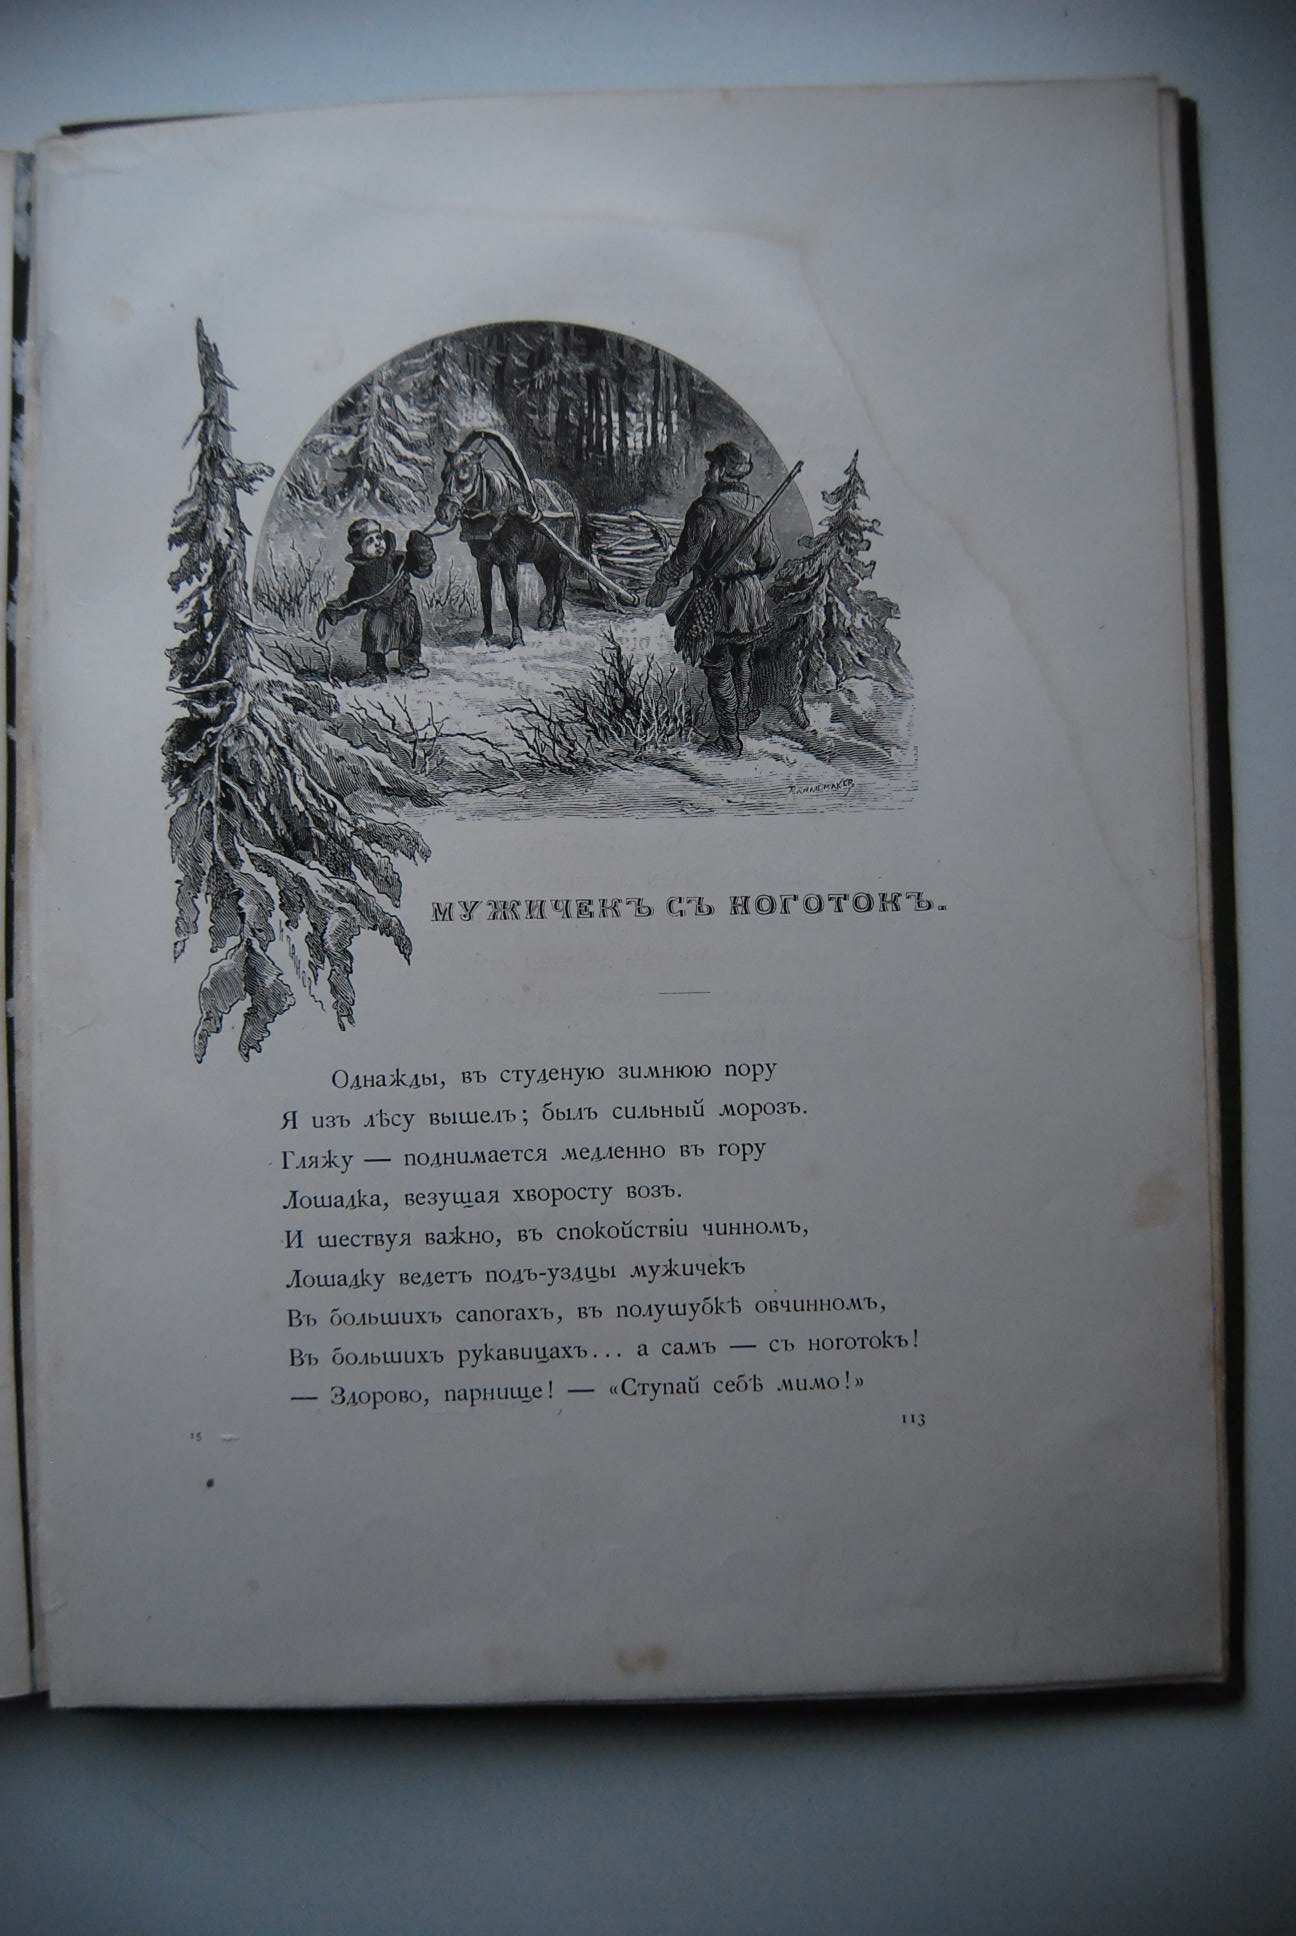 PANNEMAKER
МУЖИЧЕКЪ СЪ НОГОТОКЪ.
Однажды, въ студеную зимнюю пору
Я изъ лѣсу вышелъ; былъ сильный морозъ.
Гляжу — поднимается медленно въ гору
Лошадка, везущая хворосту возъ.
И шествуя важно, въ спокойствіи чинномъ,
Лошадку ведетъ подъ-уздцы мужичекъ
Въ большихъ сапогахъ, въ полушубкѣ овчинномъ,
Въ большихъ рукавицахъ... а самъ — съ ноготокъ!
— Здорово, парнище! — «Ступай себѣ мимо!»
113
15